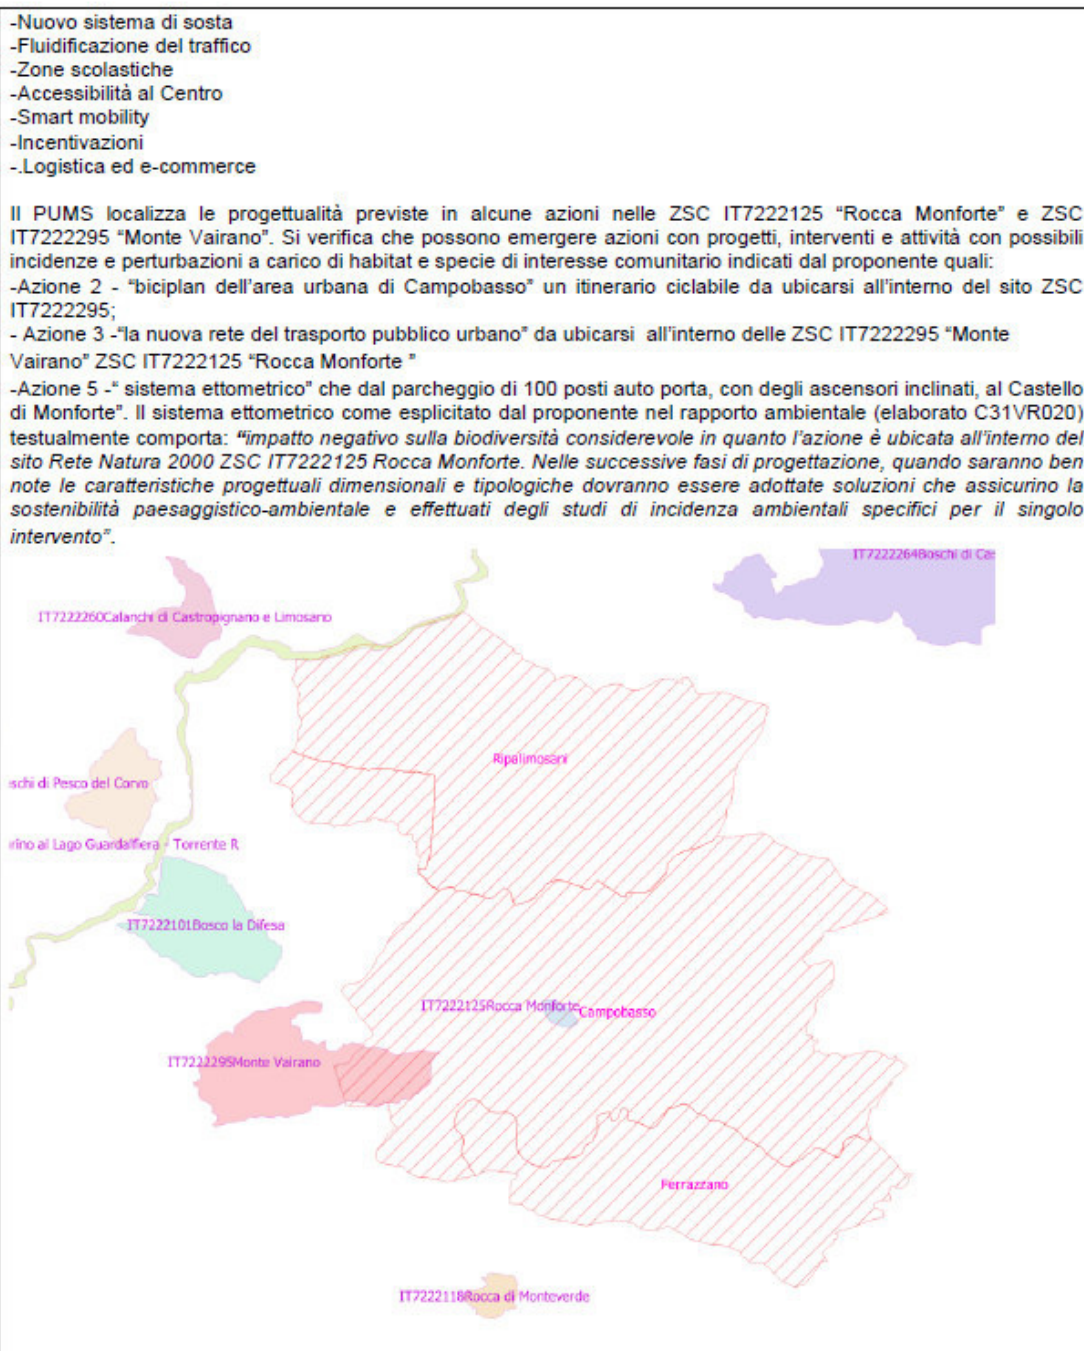 -Nuovo sistema di sosta
-Fluidificazione del traffico
-Zone scolastiche
-Accessibilità al Centro
-Smart mobility
-Incentivazioni
-.Logistica ed e-commerce
Il PUMS localizza le progettualità previste in alcune azioni nelle ZSC IT7222125 “Rocca Monforte” e ZSC
IT7222295 “Monte Vairano”. Si verifica che possono emergere azioni con progetti, interventi e attività con possibili
incidenze e perturbazioni a carico di habitat e specie di interesse comunitario indicati dal proponente quali:
-Azione 2 - “biciplan dell’area urbana di Campobasso” un itinerario ciclabile da ubicarsi all’interno del sito ZSC
IT7222295;
- Azione 3 -“la nuova rete del trasporto pubblico urbano” da ubicarsi all’interno delle ZSC IT7222295 “Monte
Vairano” ZSC IT7222125 “Rocca Monforte ”
-Azione 5 -“ sistema ettometrico” che dal parcheggio di 100 posti auto porta, con degli ascensori inclinati, al Castello
di Monforte”. Il sistema ettometrico come esplicitato dal proponente nel rapporto ambientale (elaborato C31VR020)
testualmente comporta: “impatto negativo sulla biodiversità considerevole in quanto l’azione è ubicata all’interno del
sito Rete Natura 2000 ZSC IT7222125 Rocca Monforte. Nelle successive fasi di progettazione, quando saranno ben
note le caratteristiche progettuali dimensionali e tipologiche dovranno essere adottate soluzioni che assicurino la
sostenibilità paesaggistico-ambientale e effettuati degli studi di incidenza ambientali specifici per il singolo
intervento”.
IT7222264Boschi di Cas
IT7222260Calanchi di Castropignano e Limosano
Ripalimosani
schi di Pesco del Corvo
rino al Lago Guardalfiera - Torrente R
IT7222101Bosco la Difesa
IT7222125Rocca Monforte
Campobasso
IT7222295Monte Vairano
Ferrazzano
IT7222118Rocca di Monteverde